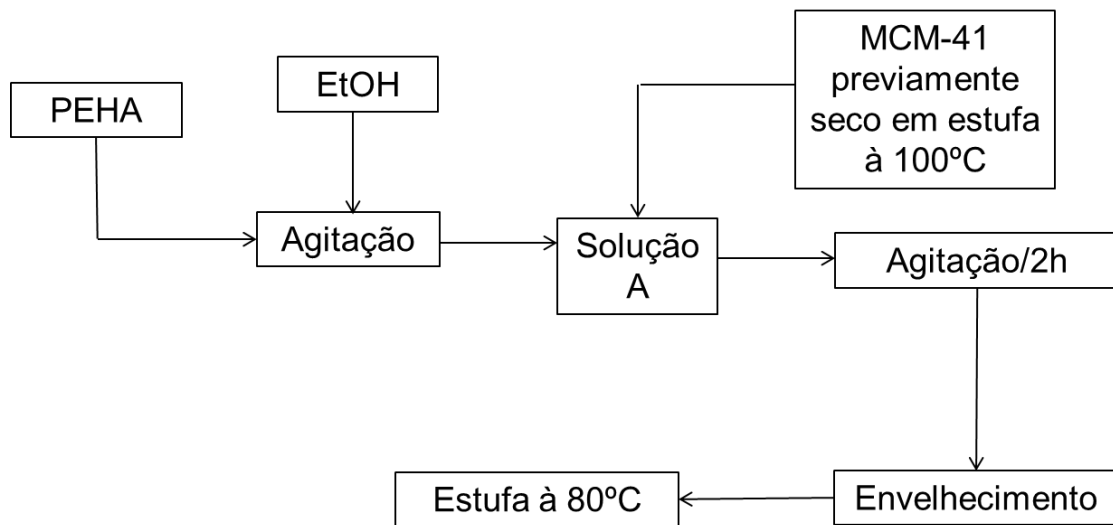 PEHA
EtOH
MCM-41
previamente
seco em estufa
à 100ºC
Agitação
Solução
A
Agitação/2h
Envelhecimento
Estufa à 80ºC